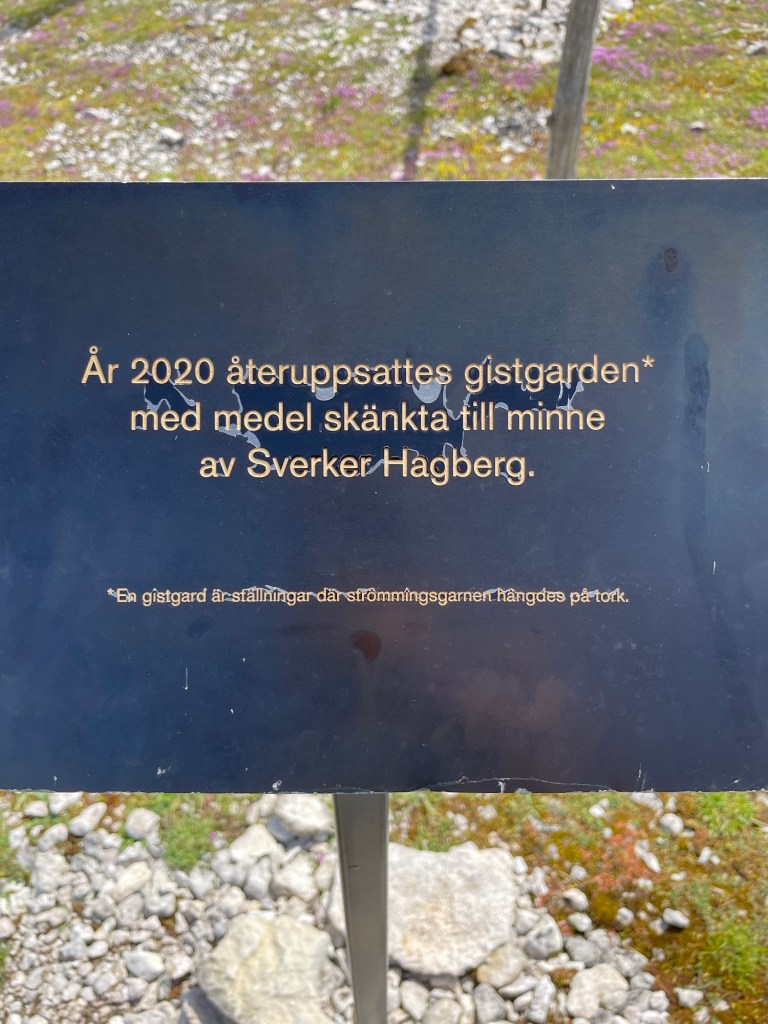 År 2020 återuppsattes gistgarden*
med medel skänkta till minne
av Sverker Hagberg.
*En gistgard är ställningar där strömmingsgarnen hängdes på tork.